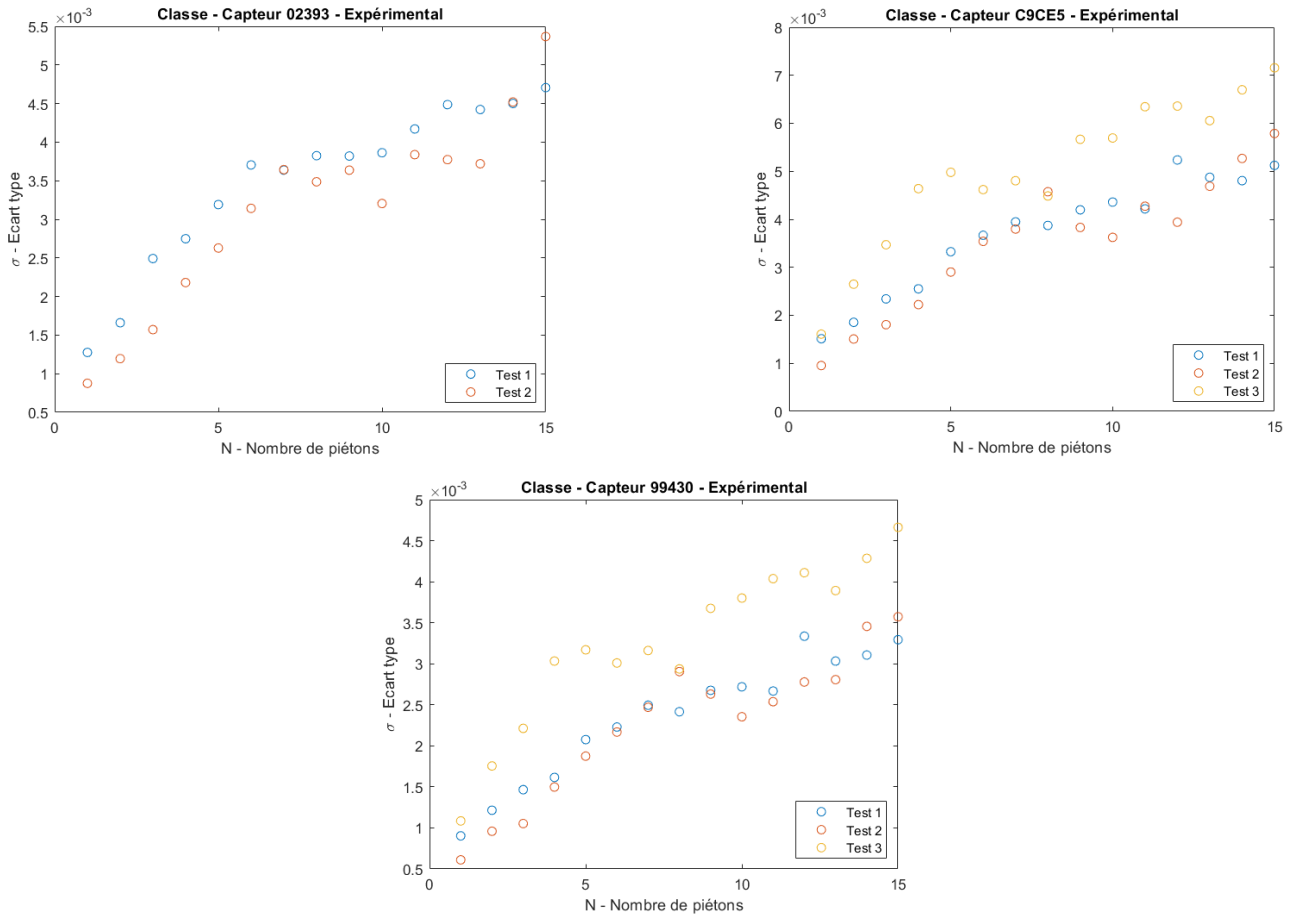 Classe - Capteur 02393 - Expérimental
×10-3
5.5
5
4.5
4
3.5
3
2.5
2
1.5
1
0.5
σ - Ecart type
0 5 10 15
N - Nombre de piétons
Test 1
Test 2
Classe - Capteur C9CE5 - Expérimental
×10-3
8
7
6
5
4
3
2
1
0
σ - Ecart type
0 5 10 15
N - Nombre de piétons
Test 1
Test 2
Test 3
Classe - Capteur 99430 - Expérimental
×10-3
5
4.5
4
3.5
3
2.5
2
1.5
1
0.5
σ - Ecart type
0 5 10 15
N - Nombre de piétons
Test 1
Test 2
Test 3